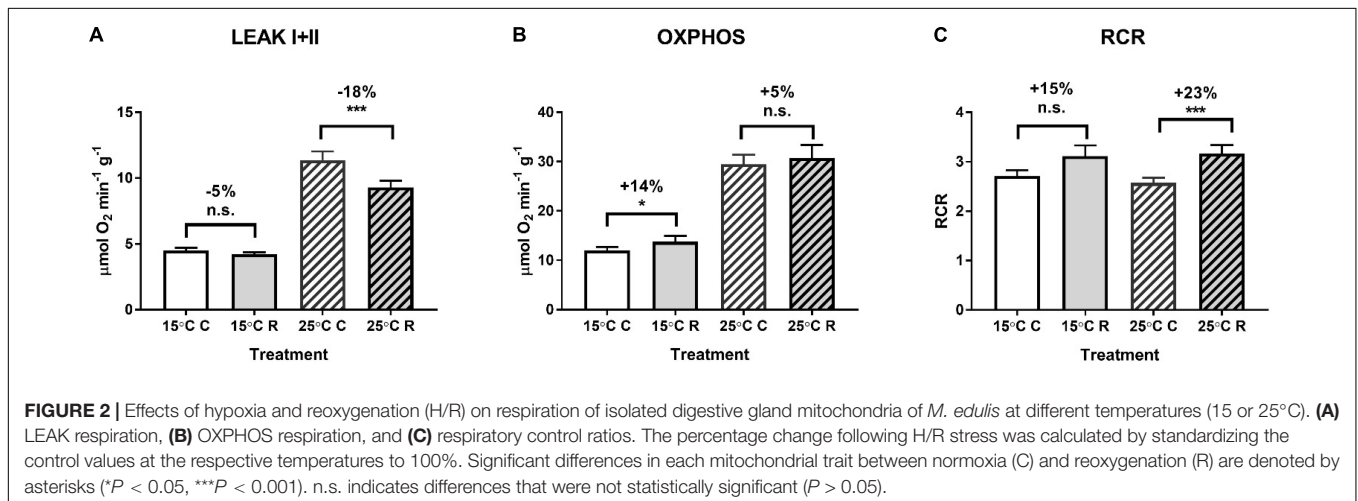 A LEAK I+II
-18%
***
-5%
n.s.
µmol O₂ min⁻¹ g⁻¹
15
10
5
0
15°C C 15°C R 25°C C 25°C R
Treatment
B OXPHOS
+5%
n.s.
+14%
*
µmol O₂ min⁻¹ g⁻¹
40
30
20
10
0
15°C C 15°C R 25°C C 25°C R
Treatment
C RCR
+15%
n.s.
+23%
***
RCR
4
3
2
1
0
15°C C 15°C R 25°C C 25°C R
Treatment
FIGURE 2 | Effects of hypoxia and reoxygenation (H/R) on respiration of isolated digestive gland mitochondria of M. edulis at different temperatures (15 or 25°C). (A)
LEAK respiration, (B) OXPHOS respiration, and (C) respiratory control ratios. The percentage change following H/R stress was calculated by standardizing the
control values at the respective temperatures to 100%. Significant differences in each mitochondrial trait between normoxia (C) and reoxygenation (R) are denoted by
asterisks (*P < 0.05, ***P < 0.001). n.s. indicates differences that were not statistically significant (P > 0.05).